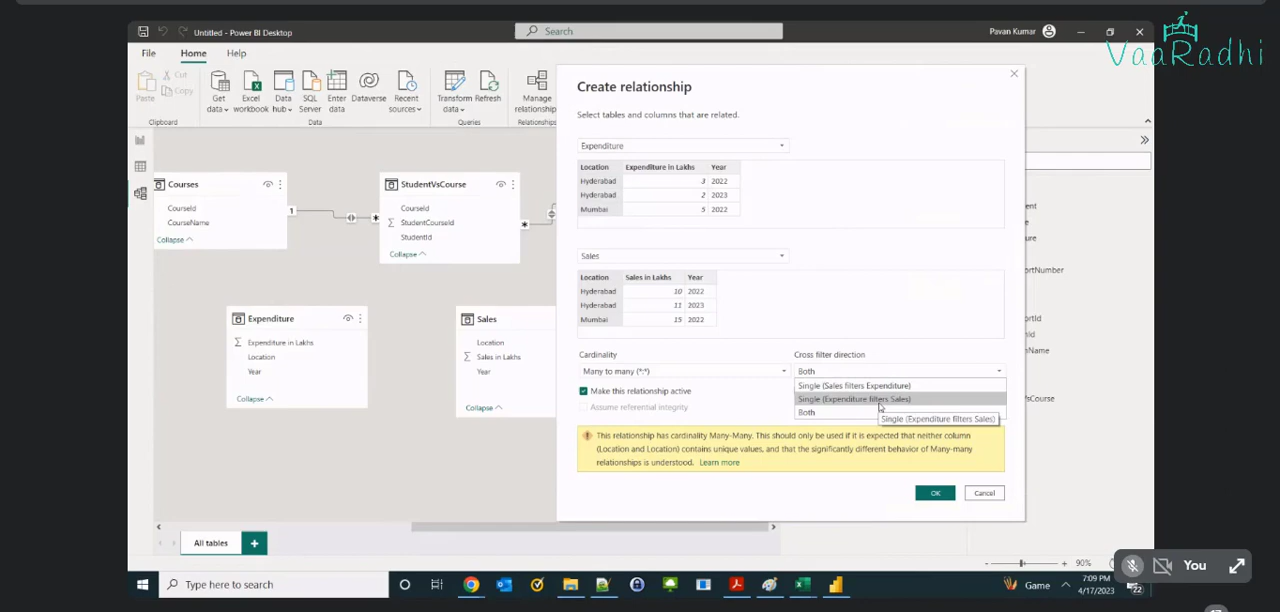 Untitled - Power BI Desktop
Search
Pavan Kumar
VaaRadhi
File
Home
Help
Paste
Cut
Copy
Clipboard
Get data
Excel workbook
Data hub
SQL Server
Enter data
Dataverse
Recent sources
Data
Transform data
Refresh
Queries
Manage relationship
Relationships
Courses
CourseId
CourseName
Collapse
1
*
StudentVsCourse
CourseId
StudentCourseId
StudentId
Collapse
*
Expenditure
Expenditure in Lakhs
Location
Year
Collapse
Sales
Location
Sales in Lakhs
Year
Collapse
Create relationship
Select tables and columns that are related.
Expenditure
Location Expenditure in Lakhs Year
Hyderabad 3 2022
Hyderabad 2 2023
Mumbai 5 2022
Sales
Location Sales in Lakhs Year
Hyderabad 10 2022
Hyderabad 11 2023
Mumbai 15 2022
Cardinality
Many to many (*:*)
Make this relationship active
Assume referential integrity
Cross filter direction
Both
Single (Sales filters Expenditure)
Single (Expenditure filters Sales)
Both
Single (Expenditure filters Sales)
This relationship has cardinality Many-Many. This should only be used if it is expected that neither column
(Location and Location) contains unique values, and that the significantly different behavior of Many-many
relationships is understood. Learn more
OK
Cancel
ortNumber
vsCourse
All tables
90%
Type here to search
Game
7:09 PM
4/17/2023
22
You